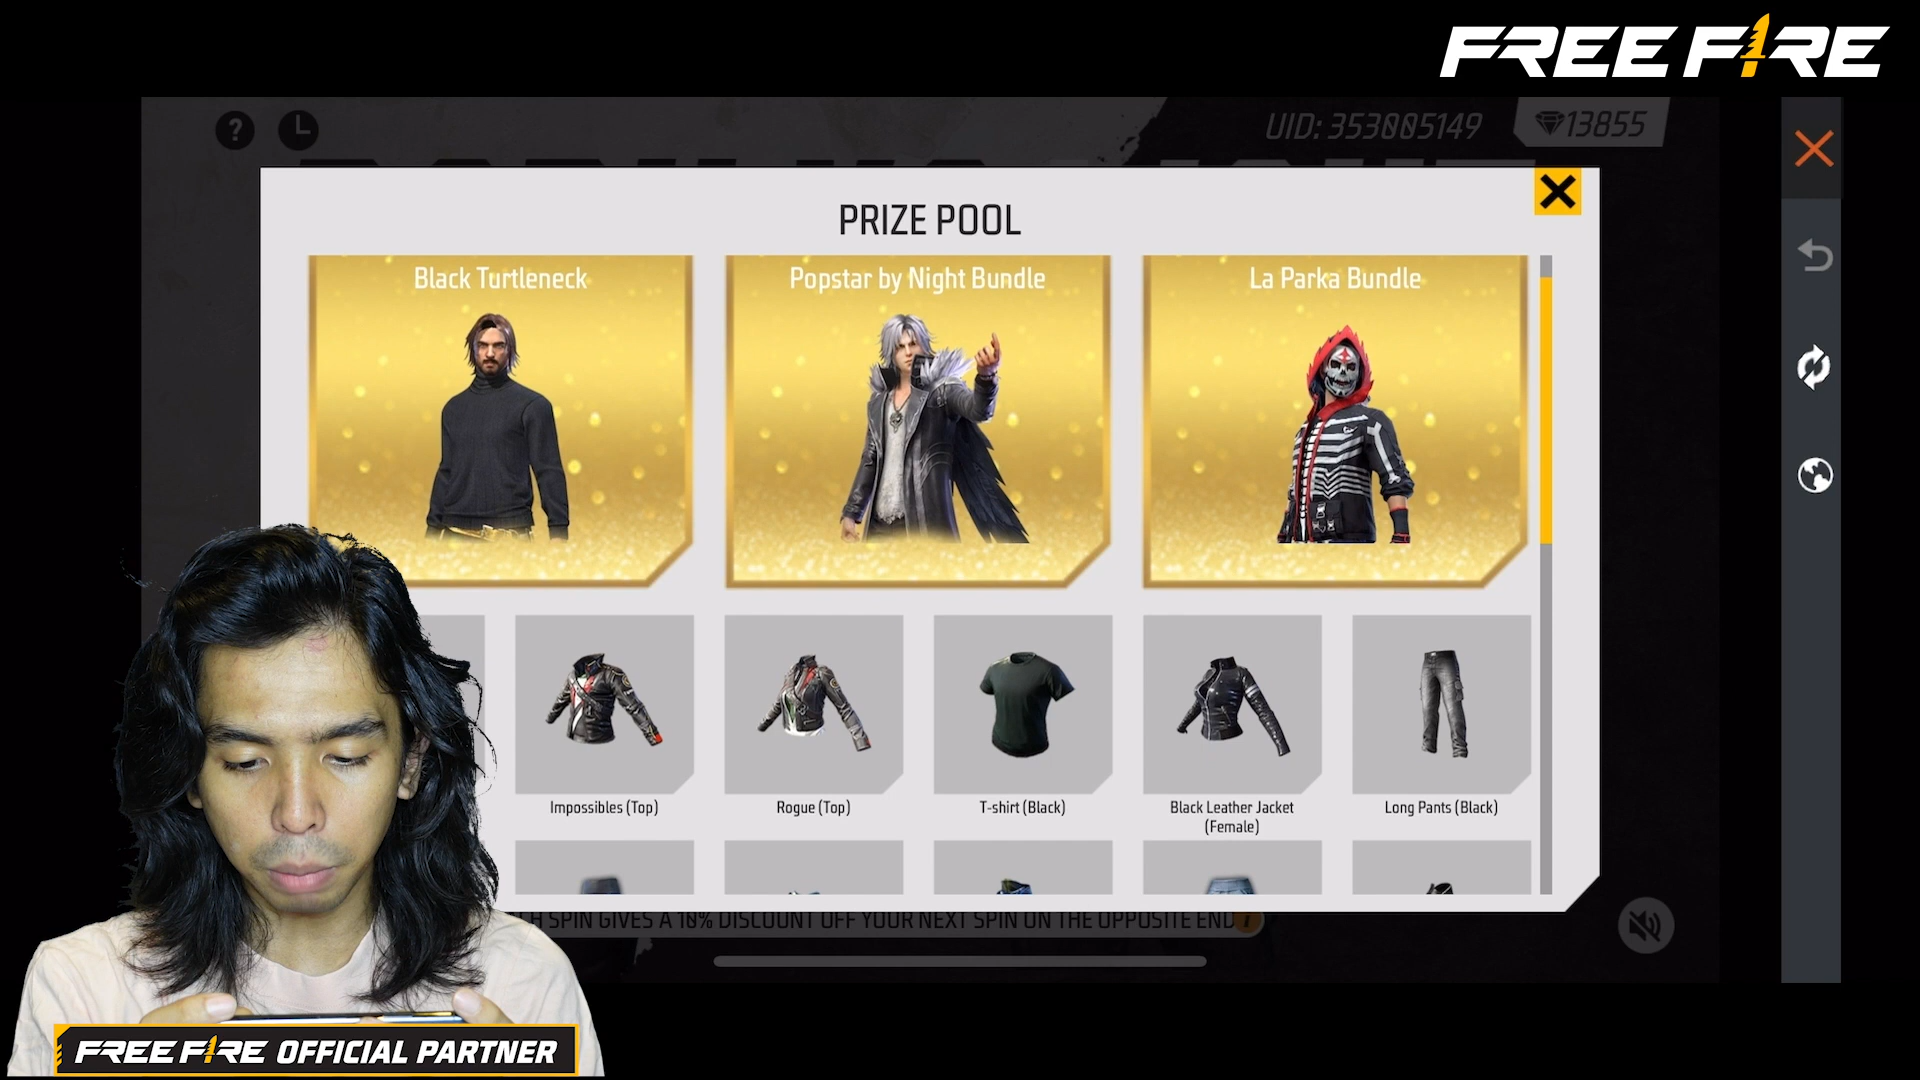 FREE FIRE
UID: 353005149
13855
PRIZE POOL
Black Turtleneck
Popstar by Night Bundle
La Parka Bundle
Impossibles (Top)
Rogue (Top)
T-shirt (Black)
Black Leather Jacket
(Female)
Long Pants (Black)
SPIN GIVES A 10% DISCOUNT OFF YOUR NEXT SPIN ON THE OPPOSITE END
FREE FIRE OFFICIAL PARTNER